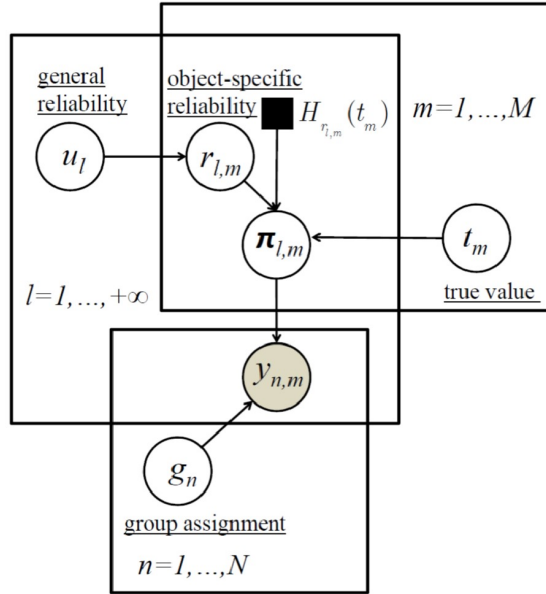 general
reliability
object-specific
reliability
H_{r_{l,m}}(t_m)
m=1,...,M
u_l
r_{l,m}
π_{l,m}
t_m
true value
l=1,...,+∞
y_{n,m}
g_n
group assignment
n=1,...,N